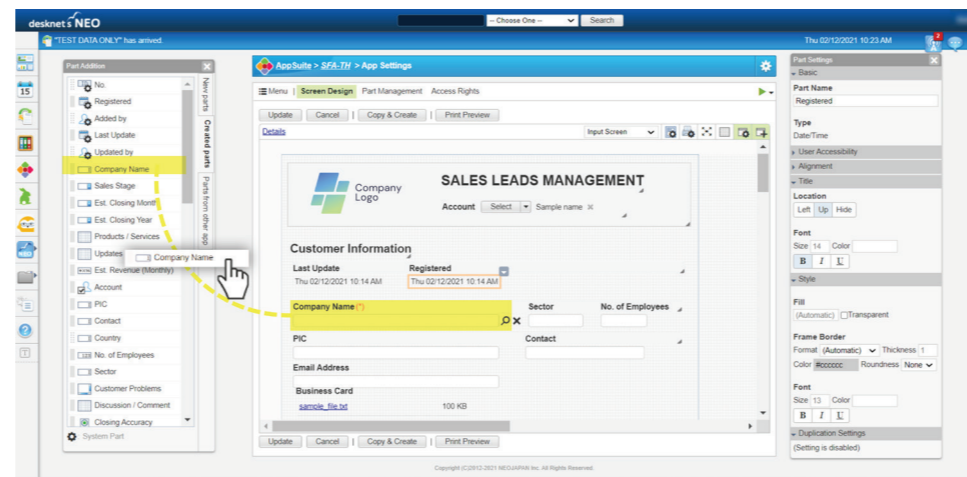 desknet's NEO
-- Choose One --
Search
"TEST DATA ONLY" has arrived.
Thu 02/12/2021 10:23 AM
2
15
Part Addition
No.
Registered
Added by
Last Update
Updated by
Company Name
Sales Stage
Est. Closing Month
Est. Closing Year
Products / Services
Updates
Company Name
Est. Revenue (Monthly)
Account
PIC
Contact
Country
No. of Employees
Sector
Customer Problems
Discussion / Comment
Closing Accuracy
System Part
New parts
Created parts
Parts from other app
AppSuite > SFA-TH > App Settings
Menu | Screen Design Part Management Access Rights
Update Cancel | Copy & Create | Print Preview
Details
Input Screen
Company Logo
SALES LEADS MANAGEMENT
Account Select Sample name
Customer Information
Last Update Registered
Thu 02/12/2021 10:14 AM Thu 02/12/2021 10:14 AM
Company Name (*) Sector No. of Employees
PIC Contact
Email Address
Business Card
sample_file.txt 100 KB
Update Cancel | Copy & Create | Print Preview
Copyright (C)2012-2021 NEOJAPAN Inc. All Rights Reserved.
Part Settings
Basic
Part Name
Registered
Type
Date/Time
User Accessibility
Alignment
Title
Location
Left Up Hide
Font
Size 14 Color
B I U
Style
Fill
(Automatic) Transparent
Frame Border
Format (Automatic) Thickness 1
Color #cccccc Roundness None
Font
Size 13 Color
B I U
Duplication Settings
(Setting is disabled)